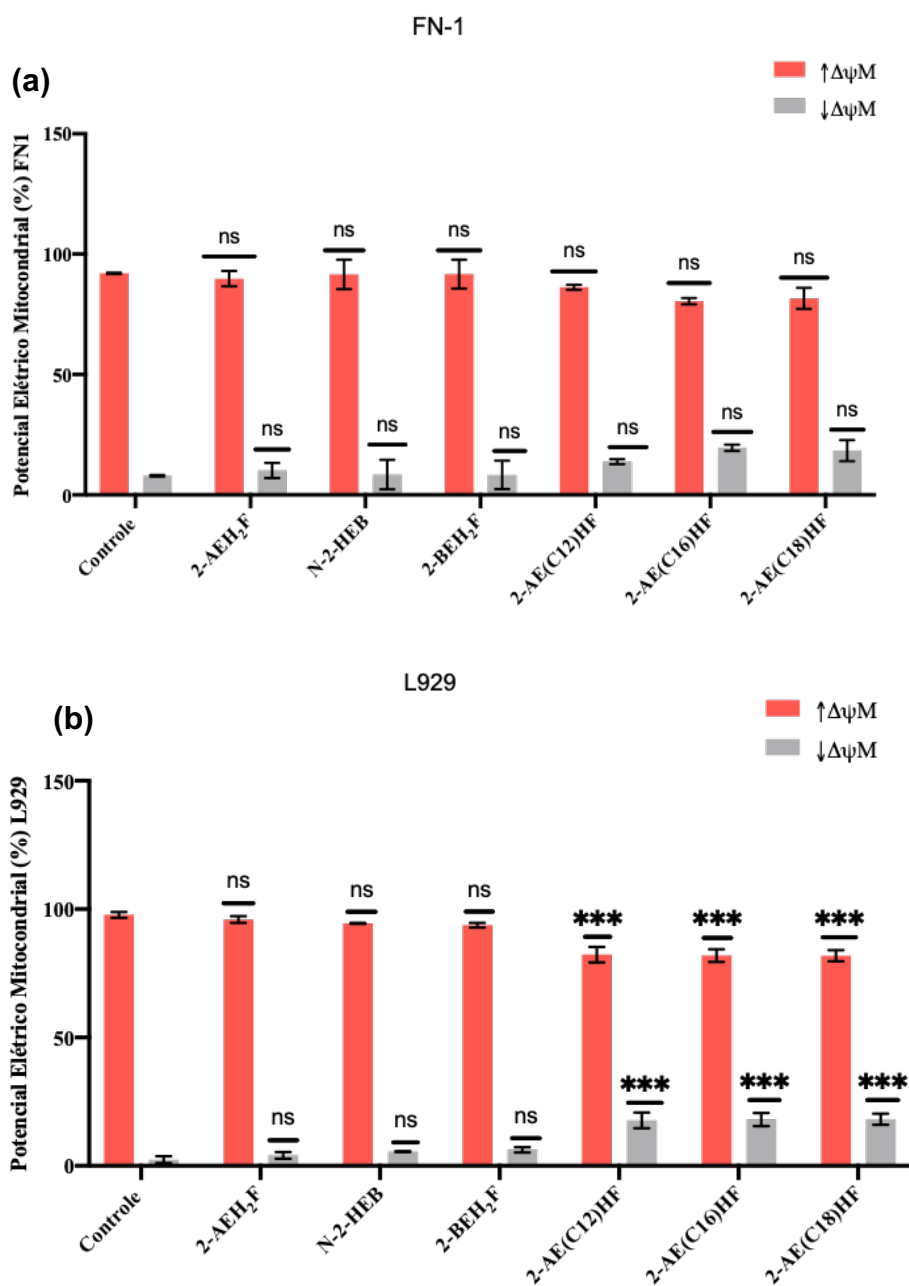 FN-1
(a)
↑ΔψM
↓ΔψM
Potencial Elétrico Mitocondrial (%) FN1
150
100
50
0
ns ns ns ns ns ns
ns ns ns ns ns ns
Controle
2-AEH₂F
N-2-HEB
2-BEH₂F
2-AE(C12)HF
2-AE(C16)HF
2-AE(C18)HF
L929
(b)
↑ΔψM
↓ΔψM
Potencial Elétrico Mitocondrial (%) L929
150
100
50
0
ns ns ns *** *** ***
ns ns ns *** *** ***
Controle
2-AEH₂F
N-2-HEB
2-BEH₂F
2-AE(C12)HF
2-AE(C16)HF
2-AE(C18)HF